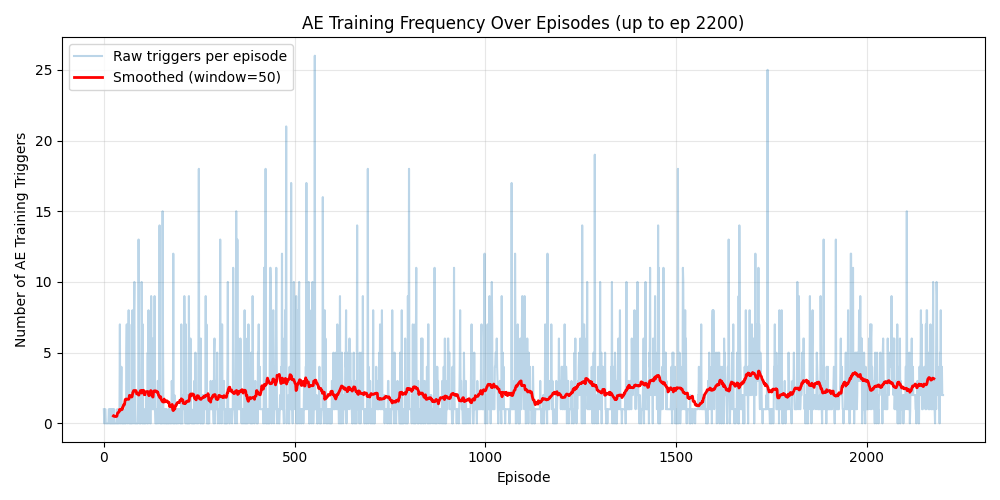 AE Training Frequency Over Episodes (up to ep 2200)
Raw triggers per episode
Smoothed (window=50)
Number of AE Training Triggers
25
20
15
10
5
0
0 500 1000 1500 2000
Episode